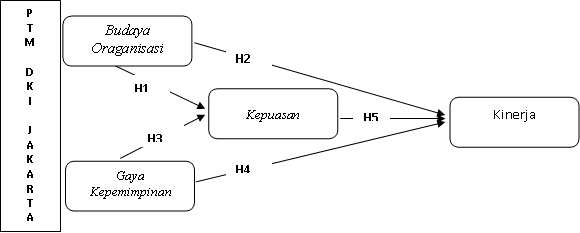 P
T
M
D
K
I
J
A
K
A
R
T
A
Budaya
Oraganisasi
H2
H1
Kepuasan
H5
Kinerja
H3
Gaya
Kepemimpinan
H4